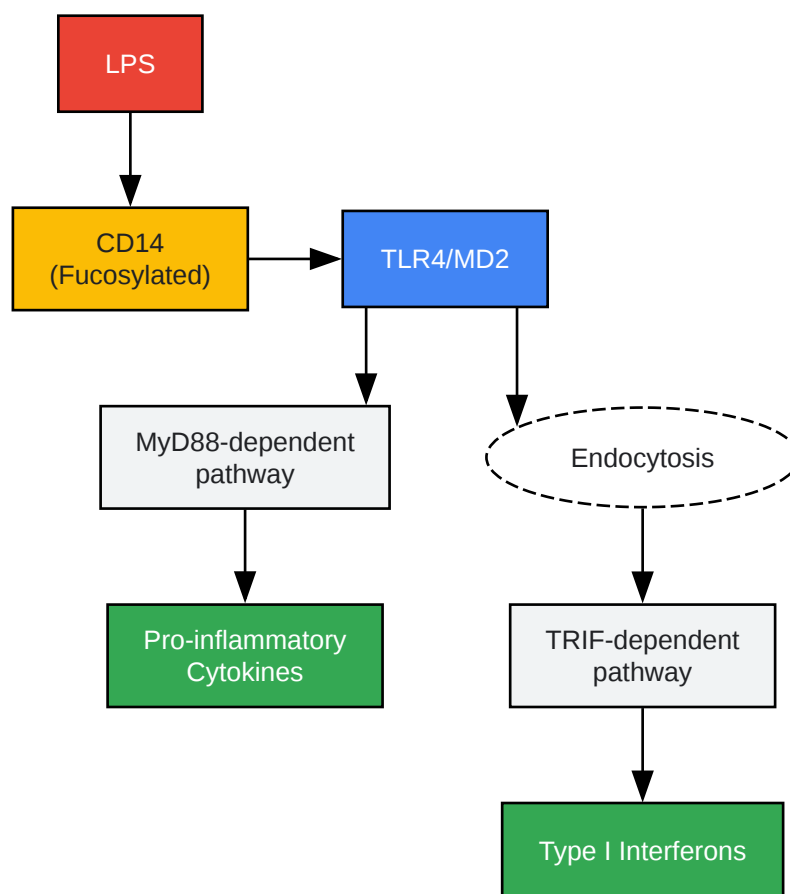 LPS
CD14
(Fucosylated)
TLR4/MD2
MyD88-dependent
pathway
Endocytosis
Pro-inflammatory
Cytokines
TRIF-dependent
pathway
Type I Interferons